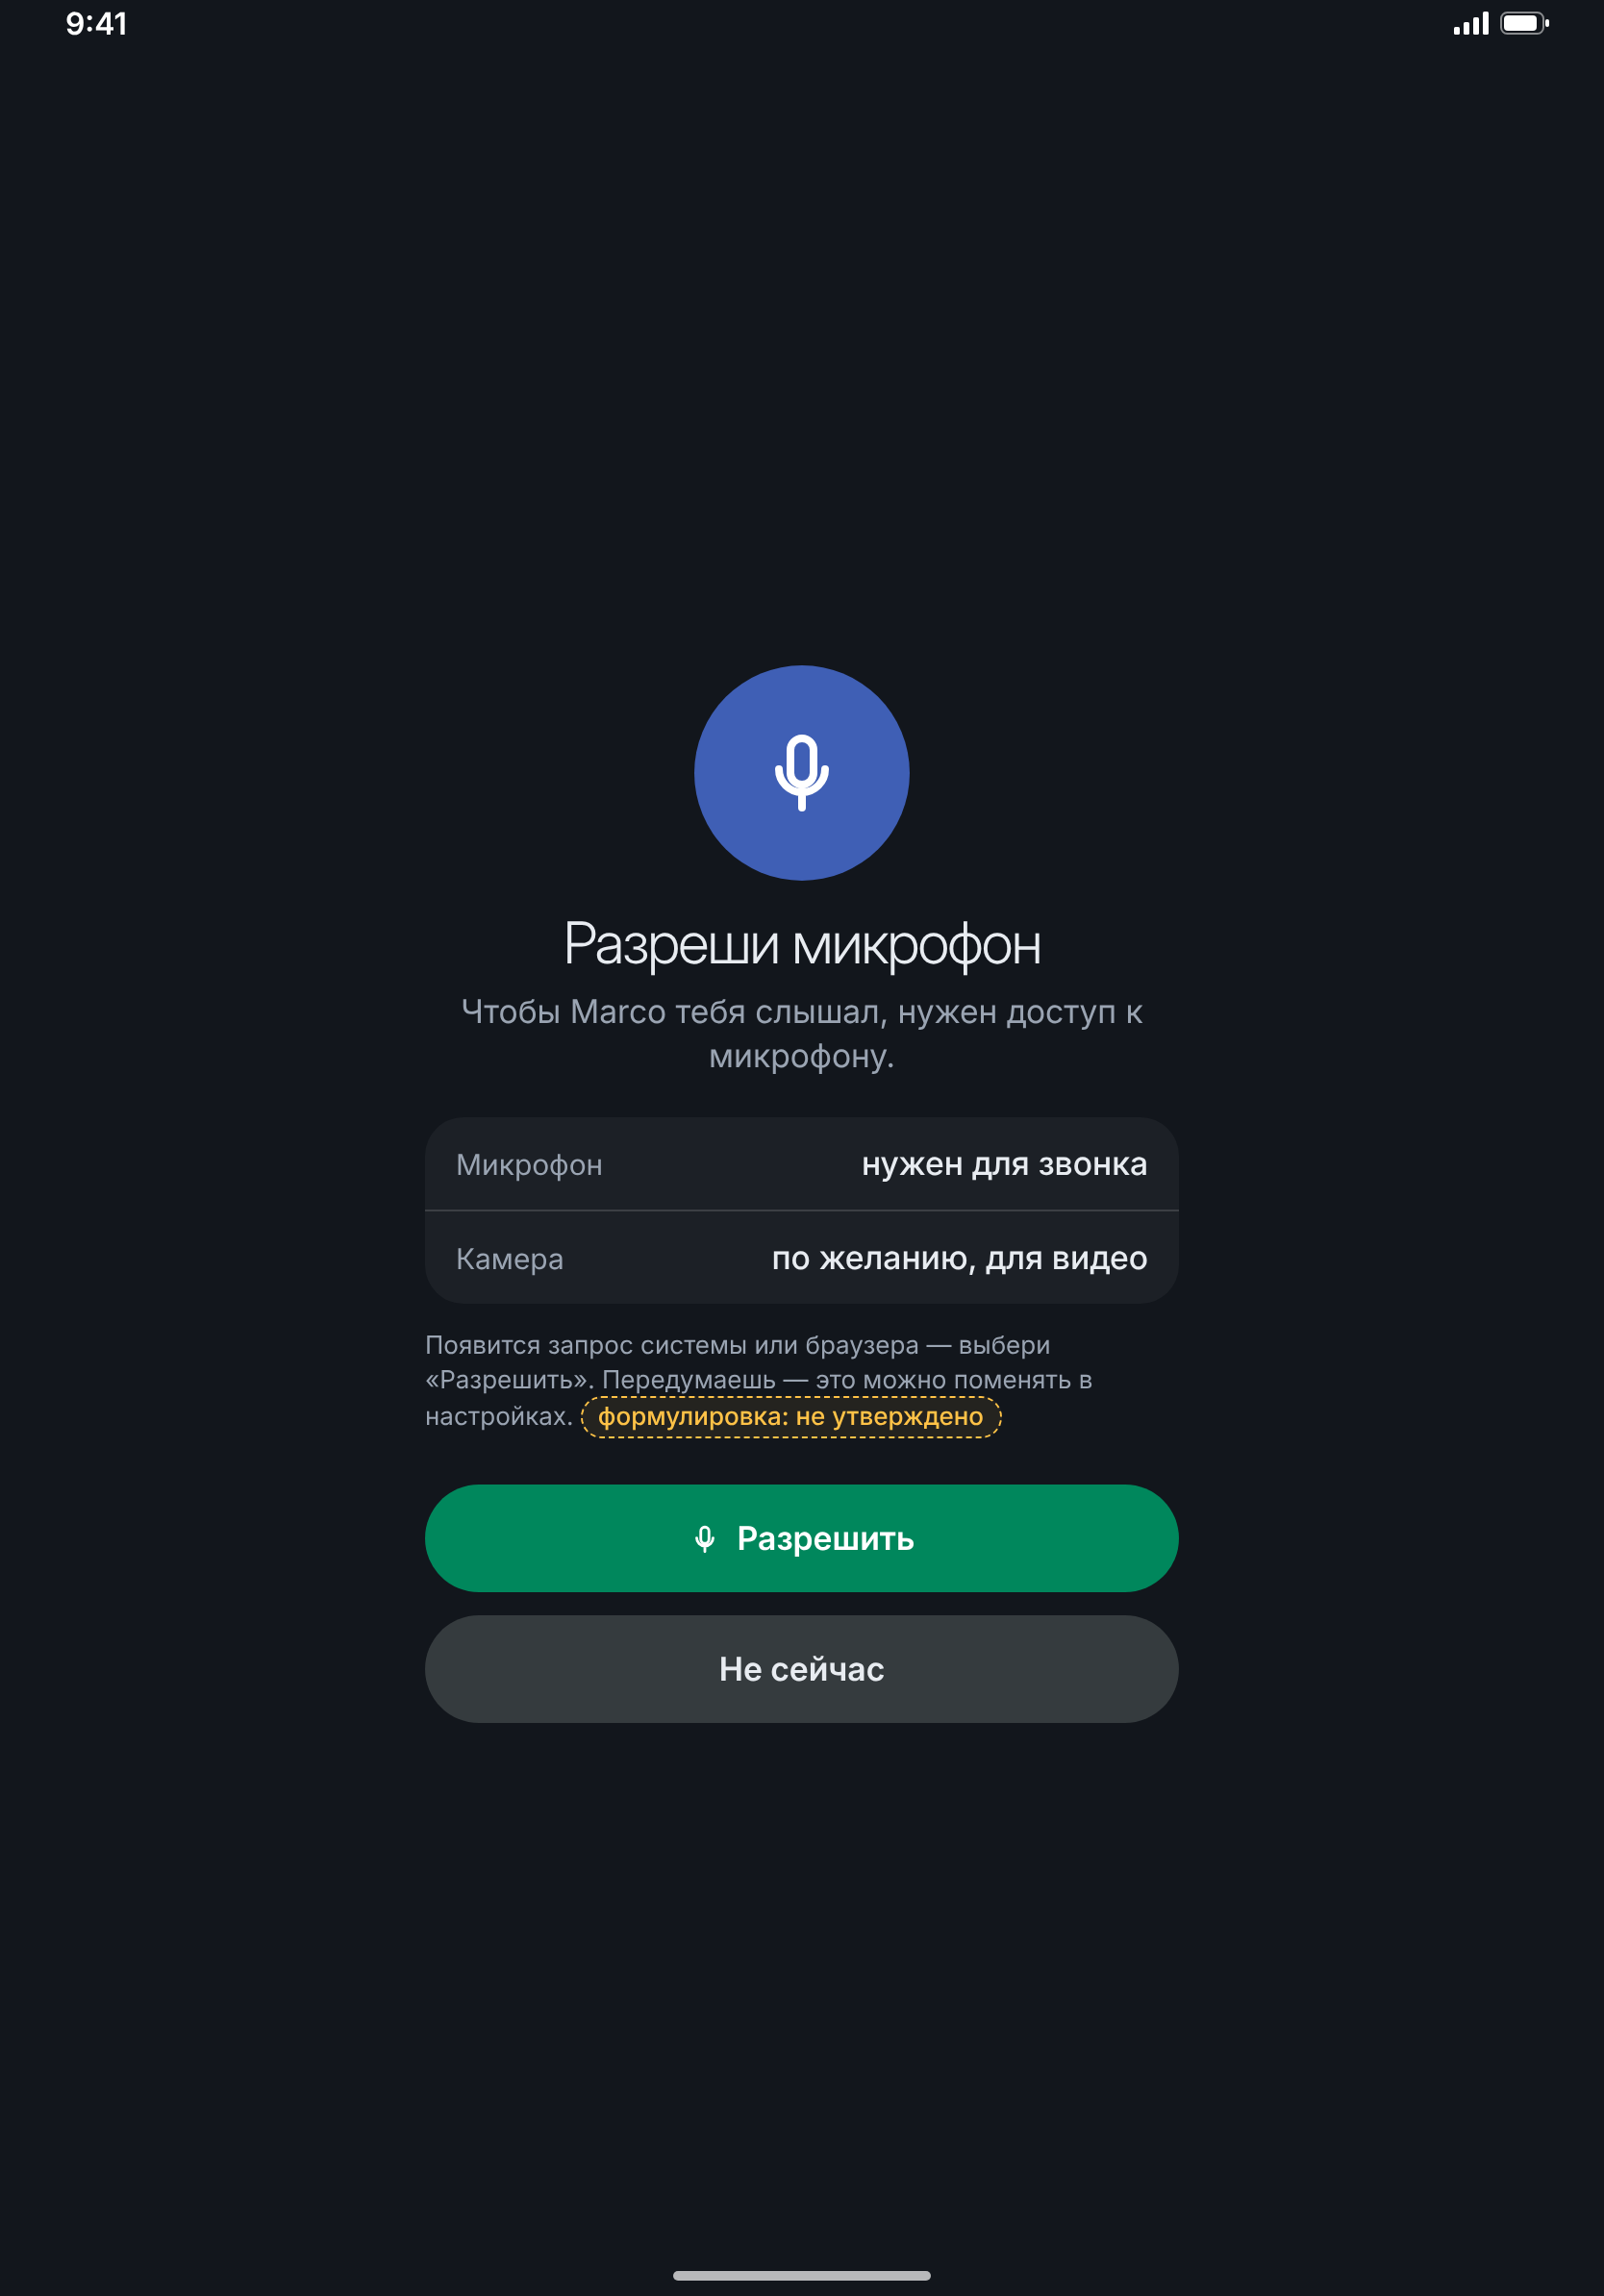 9:41
Разреши микрофон
Чтобы Marco тебя слышал, нужен доступ к
микрофону.
Микрофон нужен для звонка
Камера по желанию, для видео
Появится запрос системы или браузера — выбери
«Разрешить». Передумаешь — это можно поменять в
настройках. формулировка: не утверждено
Разрешить
Не сейчас